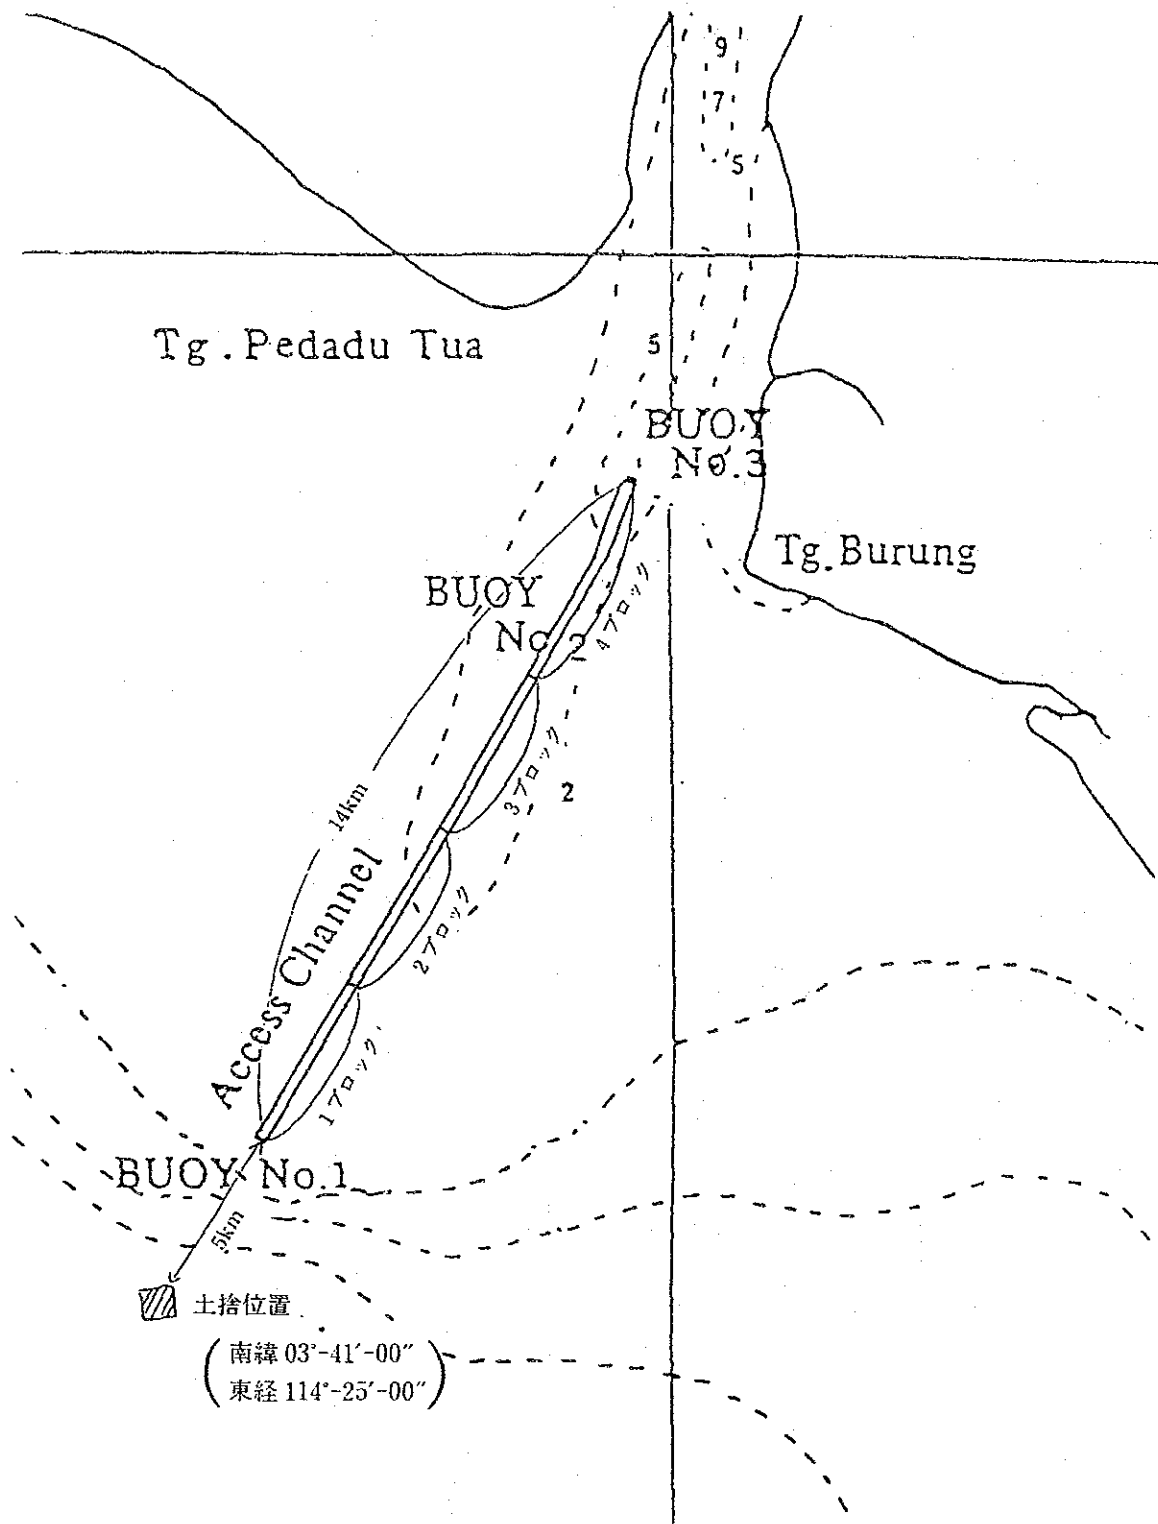 9
7
5
Tg. Pedadu Tua
5
BUOY
No.3
Tg. Burung
BUOY
No.2
4ブロック
3ブロック
2
14km
Access Channel
2ブロック
1ブロック
BUOY No.1
5km
土捨位置
南緯 03°-41′-00″
東経 114°-25′-00″